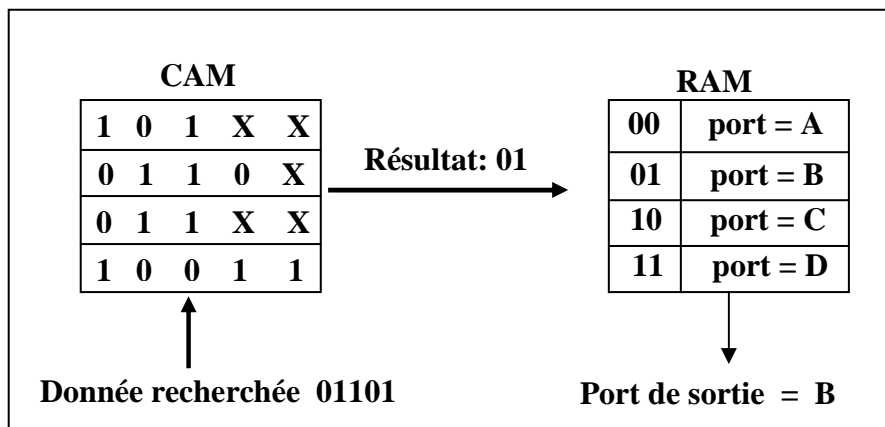 CAM
1 0 1 X X
0 1 1 0 X
0 1 1 X X
1 0 0 1 1
Donnée recherchée 01101
Résultat: 01
RAM
00 port = A
01 port = B
10 port = C
11 port = D
Port de sortie = B